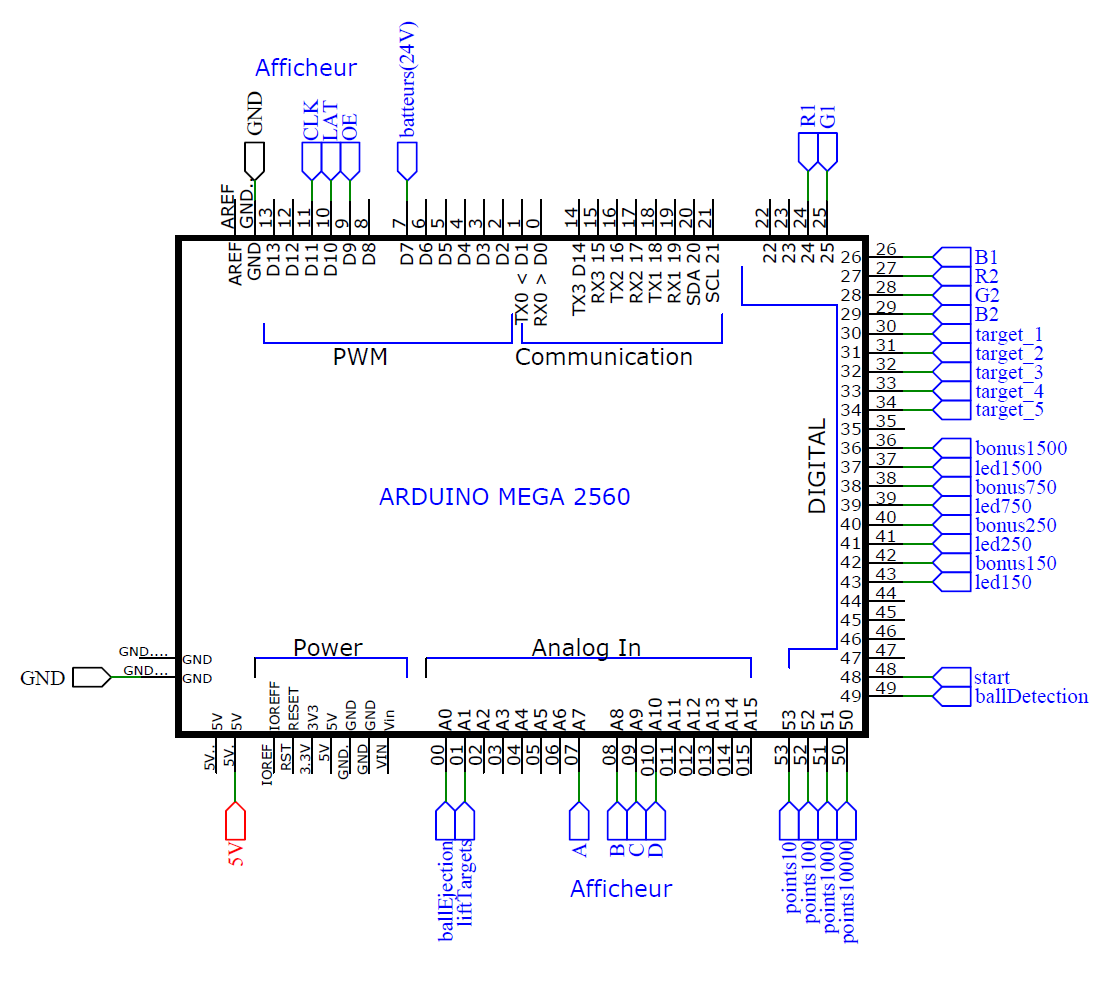 Afficheur
GND
CLK
LAT
OE
batteurs(24V)
R1
G1
AREF
GND..
13
12
11
10
9
8
7
6
5
4
3
2
1
0
14
15
16
17
18
19
20
21
22
23
24
25
AREF
GND
D13
D12
D11
D10
D9
D8
D7
D6
D5
D4
D3
D2
TX0 < D1
RX0 > D0
TX3 D14
RX3 15
TX2 16
RX2 17
TX1 18
RX1 19
SDA 20
SCL 21
22
23
24
25
PWM
Communication
DIGITAL
26 26 B1
27 27 R2
28 28 G2
29 29 B2
30 30 target_1
31 31 target_2
32 32 target_3
33 33 target_4
34 34 target_5
35 35
36 36 bonus1500
37 37 led1500
38 38 bonus750
39 39 led750
40 40 bonus250
41 41 led250
42 42 bonus150
43 43 led150
44 44
45 45
46 46
47 47
48 48 start
49 49 ballDetection
ARDUINO MEGA 2560
GND.... GND
GND GND... GND
Power
Analog In
5V
5V
IOREFF
RESET
3V3
5V
GND
GND
Vin
A0
A1
A2
A3
A4
A5
A6
A7
A8
A9
A10
A11
A12
A13
A14
A15
53
52
51
50
5V..
5V.
IOREF
RST
3.3V
5V
GND.
GND
VIN
00
01
02
03
04
05
06
07
08
09
010
011
012
013
014
015
53
52
51
50
5V
ballEjection
liftTargets
A
B
C
D
Afficheur
points10
points100
points1000
points10000